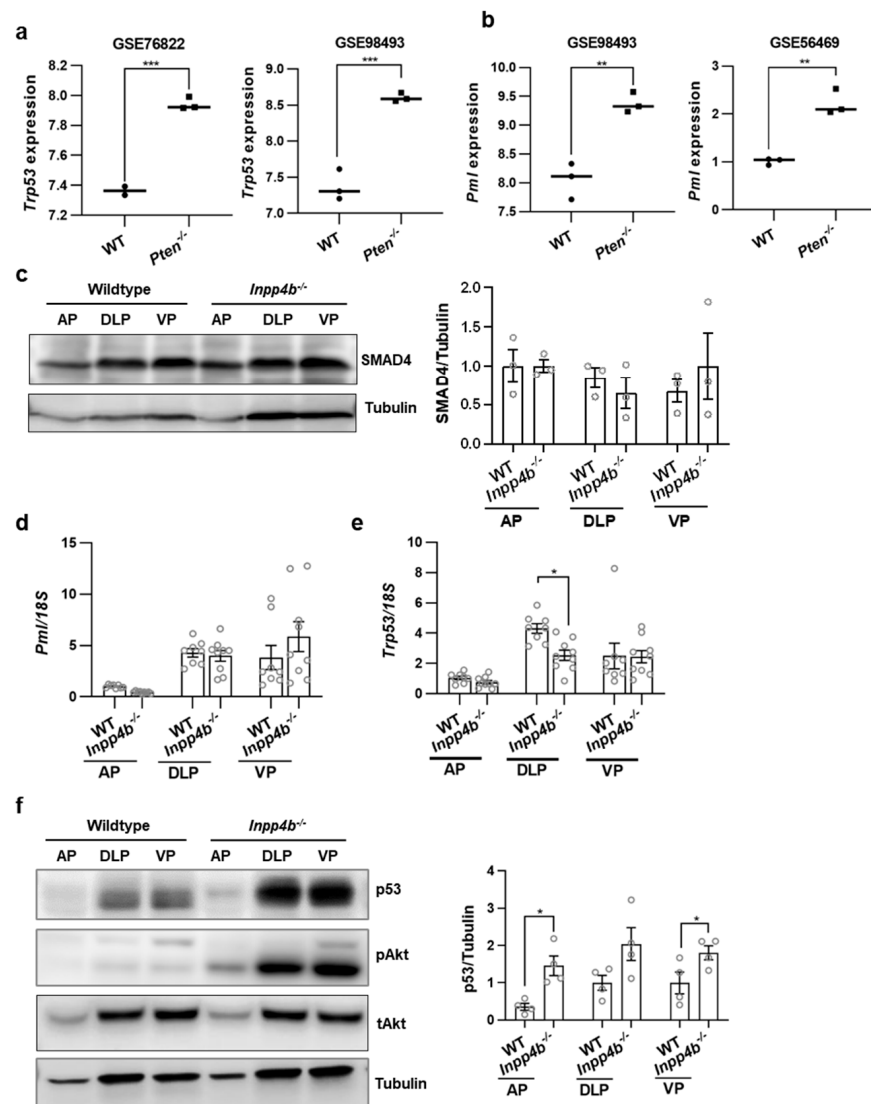 a
GSE76822
Trp53 expression
8.2
8.0
7.8
7.6
7.4
7.2
***
WT
Pten-/-
GSE98493
Trp53 expression
9.0
8.5
8.0
7.5
7.0
***
WT
Pten-/-
b
GSE98493
Pml expression
10.0
9.5
9.0
8.5
8.0
7.5
**
WT
Pten-/-
GSE56469
Pml expression
3
2
1
0
**
WT
Pten-/-
c
Wildtype Inpp4b-/-
AP DLP VP AP DLP VP
SMAD4
Tubulin
SMAD4/Tubulin
2.0
1.5
1.0
0.5
0.0
WT Inpp4b-/- WT Inpp4b-/- WT Inpp4b-/-
AP DLP VP
d
Pml/18S
15
10
5
0
WT Inpp4b-/- WT Inpp4b-/- WT Inpp4b-/-
AP DLP VP
e
Trp53/18S
10
8
6
4
2
0
*
WT Inpp4b-/- WT Inpp4b-/- WT Inpp4b-/-
AP DLP VP
f
Wildtype Inpp4b-/-
AP DLP VP AP DLP VP
p53
pAkt
tAkt
Tubulin
p53/Tubulin
4
3
2
1
0
* *
WT Inpp4b-/- WT Inpp4b-/- WT Inpp4b-/-
AP DLP VP